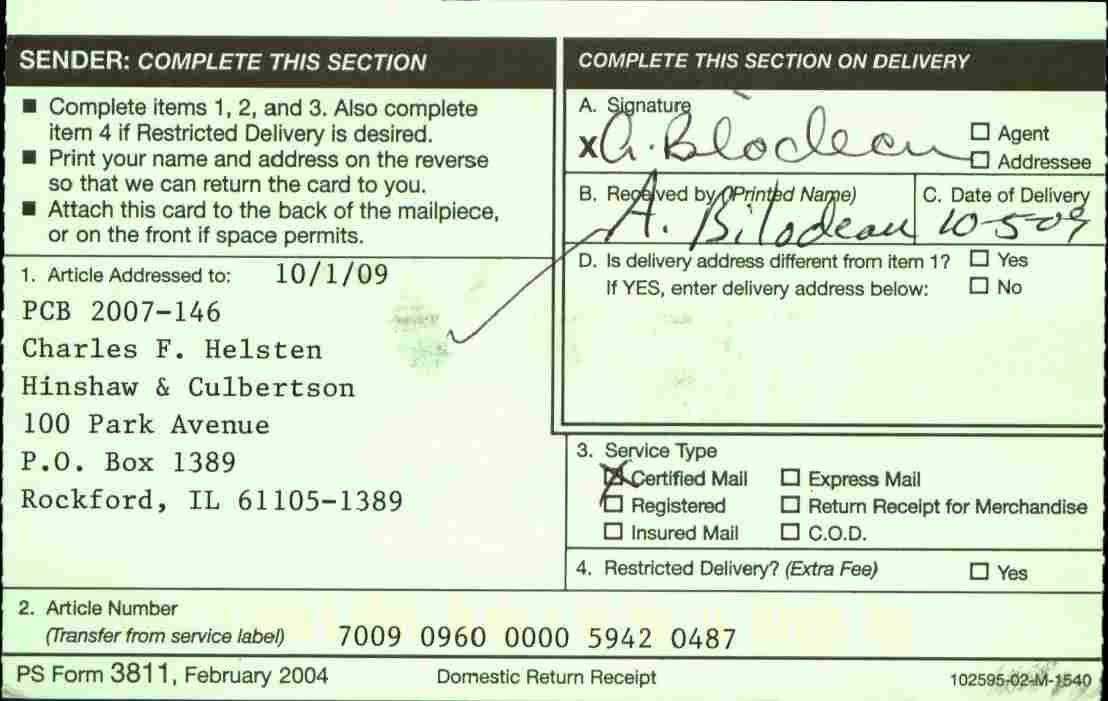 SENDER: COMPLETE THIS SECTION
■ Complete items 1, 2, and 3. Also complete
item 4 if Restricted Delivery is desired.
■ Print your name and address on the reverse
so that we can return the card to you.
■ Attach this card to the back of the mailpiece,
or on the front if space permits.
1. Article Addressed to: 10/1/09
PCB 2007-146
Charles F. Helsten
Hinshaw & Culbertson
100 Park Avenue
P.O. Box 1389
Rockford, IL 61105-1389
COMPLETE THIS SECTION ON DELIVERY
A. Signature
X A. Bilodeau
☐ Agent
☐ Addressee
B. Received by (Printed Name)
A. Bilodeau
C. Date of Delivery
10-5-09
D. Is delivery address different from item 1? ☐ Yes
If YES, enter delivery address below: ☐ No
3. Service Type
☒ Certified Mail ☐ Express Mail
☐ Registered ☐ Return Receipt for Merchandise
☐ Insured Mail ☐ C.O.D.
4. Restricted Delivery? (Extra Fee) ☐ Yes
2. Article Number
(Transfer from service label) 7009 0960 0000 5942 0487
PS Form 3811, February 2004 Domestic Return Receipt 102595-02-M-1540